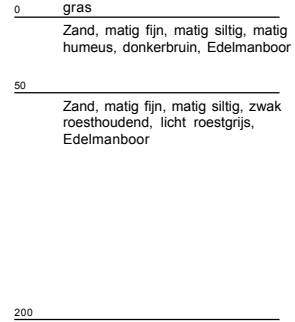 0 gras
Zand, matig fijn, matig siltig, matig
humeus, donkerbruin, Edelmanboor
50
Zand, matig fijn, matig siltig, zwak
roesthoudend, licht roestgrijs,
Edelmanboor
200